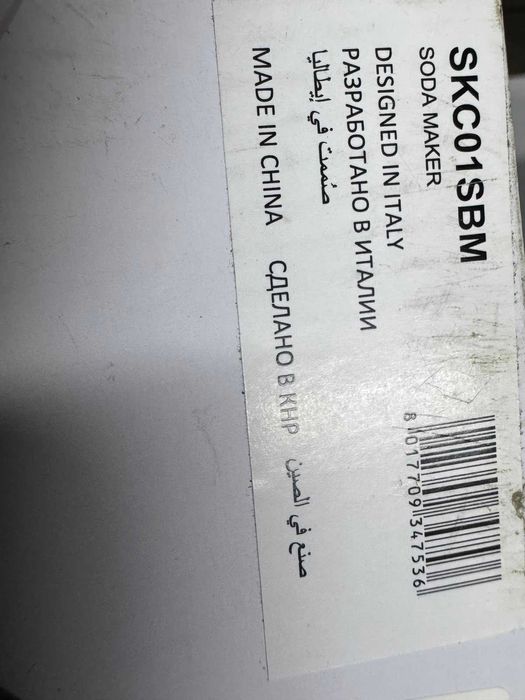 SKC01SBM
SODA MAKER
DESIGNED IN ITALY
РАЗРАБОТАНО В ИТАЛИИ
صُممت في إيطاليا
MADE IN CHINA СДЕЛАНО В КНР صنع في الصين
8 017709 347536